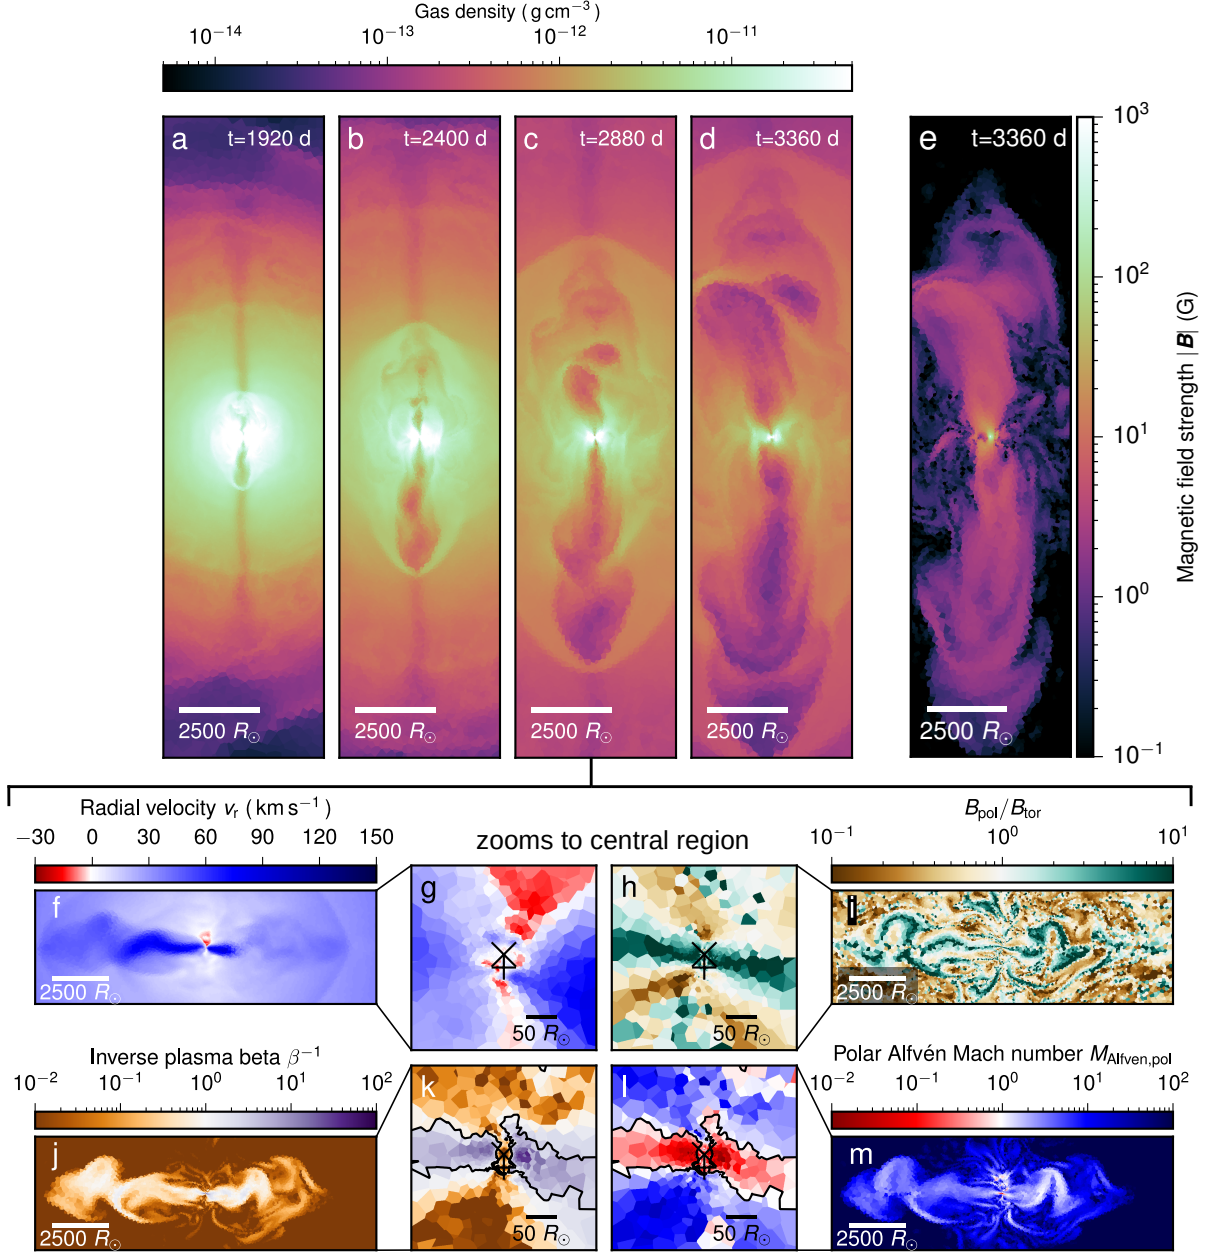 Gas density (g cm⁻³)
10⁻¹⁴ 10⁻¹³ 10⁻¹² 10⁻¹¹
a t=1920 d
b t=2400 d
c t=2880 d
d t=3360 d
e t=3360 d
2500 R☉
2500 R☉
2500 R☉
2500 R☉
2500 R☉
10³
10²
10¹
10⁰
10⁻¹
Magnetic field strength |B| (G)
Radial velocity vᵣ (km s⁻¹)
−30 0 30 60 90 120 150
zooms to central region
B_pol/B_tor
10⁻¹ 10⁰ 10¹
f
2500 R☉
g
50 R☉
h
50 R☉
i
2500 R☉
Inverse plasma beta β⁻¹
10⁻² 10⁻¹ 10⁰ 10¹ 10²
Polar Alfvén Mach number M_Alfven,pol
10⁻² 10⁻¹ 10⁰ 10¹ 10²
j
2500 R☉
k
50 R☉
l
50 R☉
m
2500 R☉